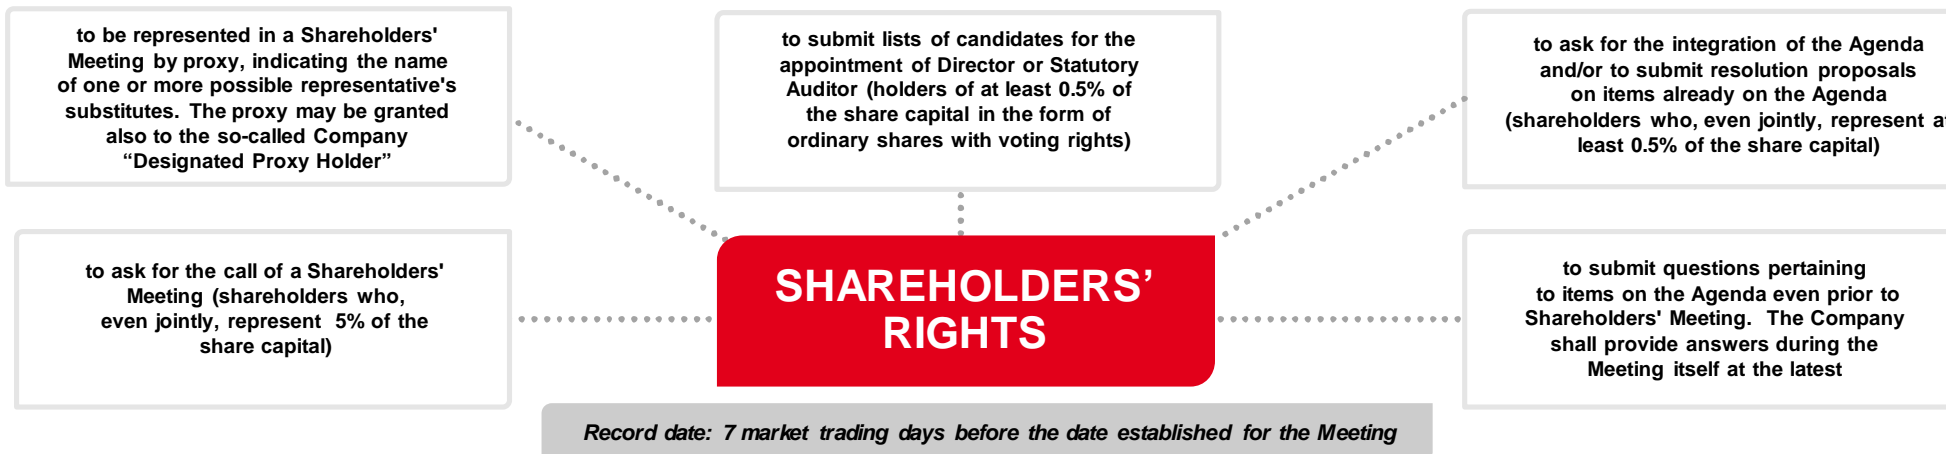 to be represented in a Shareholders'
Meeting by proxy, indicating the name
of one or more possible representative's
substitutes. The proxy may be granted
also to the so-called Company
“Designated Proxy Holder”
to submit lists of candidates for the
appointment of Director or Statutory
Auditor (holders of at least 0.5% of
the share capital in the form of
ordinary shares with voting rights)
to ask for the integration of the Agenda
and/or to submit resolution proposals
on items already on the Agenda
(shareholders who, even jointly, represent at
least 0.5% of the share capital)
to ask for the call of a Shareholders'
Meeting (shareholders who,
even jointly, represent 5% of the
share capital)
SHAREHOLDERS’
RIGHTS
to submit questions pertaining
to items on the Agenda even prior to
Shareholders' Meeting. The Company
shall provide answers during the
Meeting itself at the latest
Record date: 7 market trading days before the date established for the Meeting